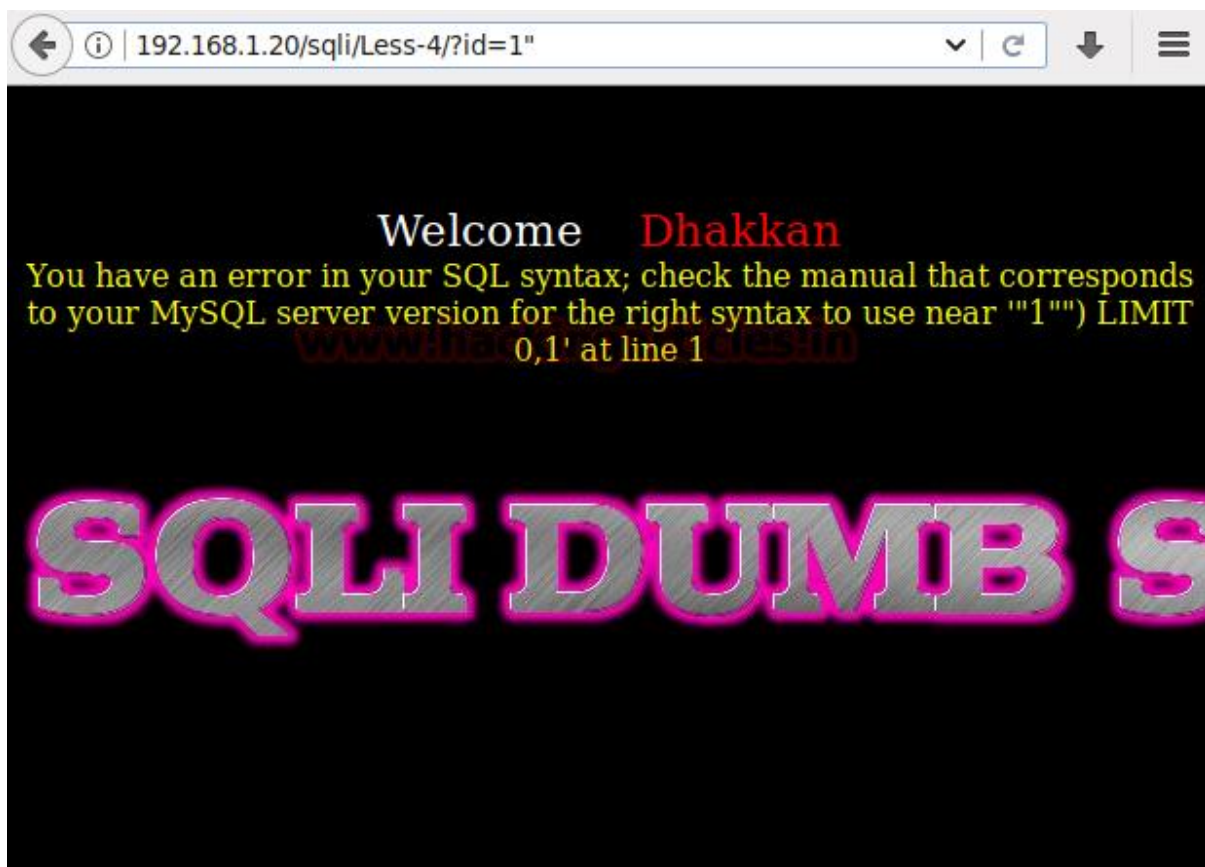 192.168.1.20/sqli/Less-4/?id=1"
Welcome Dhakkan
You have an error in your SQL syntax; check the manual that corresponds
to your MySQL server version for the right syntax to use near '"1"") LIMIT
0,1' at line 1
SQLI DUMB S